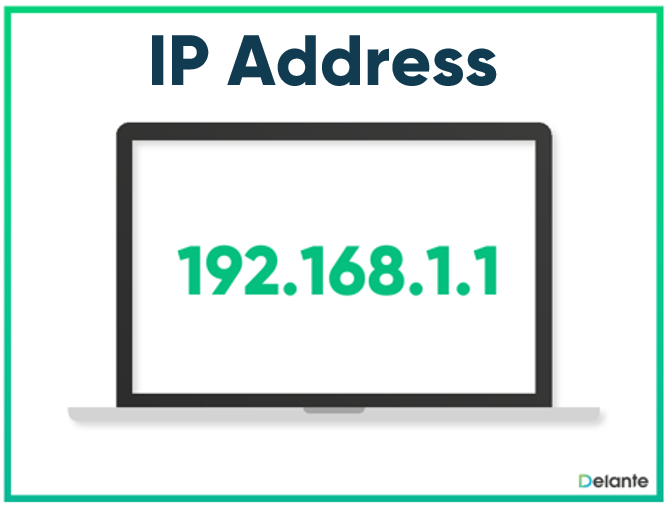 IP Address
192.168.1.1
Delante